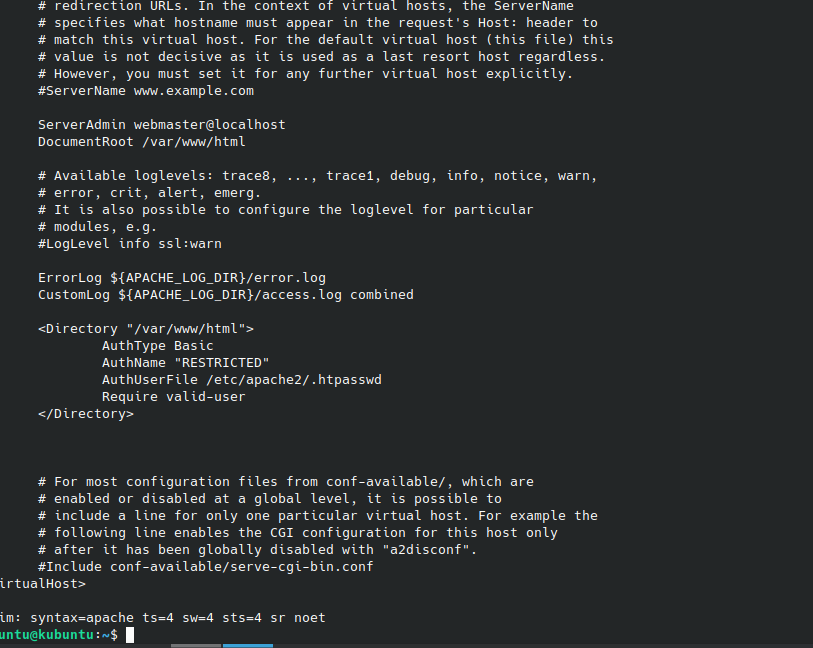 # redirection URLs. In the context of virtual hosts, the ServerName
# specifies what hostname must appear in the request's Host: header to
# match this virtual host. For the default virtual host (this file) this
# value is not decisive as it is used as a last resort host regardless.
# However, you must set it for any further virtual host explicitly.
#ServerName www.example.com

ServerAdmin webmaster@localhost
DocumentRoot /var/www/html

# Available loglevels: trace8, ..., trace1, debug, info, notice, warn,
# error, crit, alert, emerg.
# It is also possible to configure the loglevel for particular
# modules, e.g.
#LogLevel info ssl:warn

ErrorLog ${APACHE_LOG_DIR}/error.log
CustomLog ${APACHE_LOG_DIR}/access.log combined

<Directory "/var/www/html">
        AuthType Basic
        AuthName "RESTRICTED"
        AuthUserFile /etc/apache2/.htpasswd
        Require valid-user
</Directory>

# For most configuration files from conf-available/, which are
# enabled or disabled at a global level, it is possible to
# include a line for only one particular virtual host. For example the
# following line enables the CGI configuration for this host only
# after it has been globally disabled with "a2disconf".
#Include conf-available/serve-cgi-bin.conf
irtualHost>

im: syntax=apache ts=4 sw=4 sts=4 sr noet
untu@kubuntu:~$